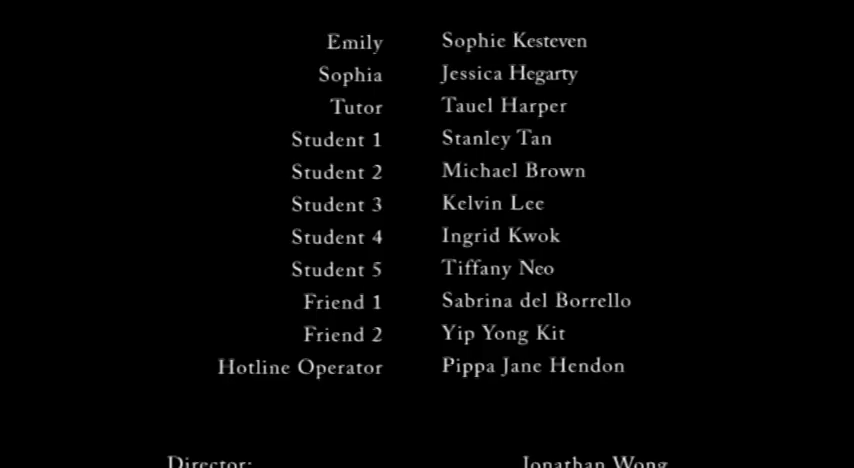 Emily Sophie Kesteven
Sophia Jessica Hegarty
Tutor Tauel Harper
Student 1 Stanley Tan
Student 2 Michael Brown
Student 3 Kelvin Lee
Student 4 Ingrid Kwok
Student 5 Tiffany Neo
Friend 1 Sabrina del Borrello
Friend 2 Yip Yong Kit
Hotline Operator Pippa Jane Hendon
Director: Jonathan Wong